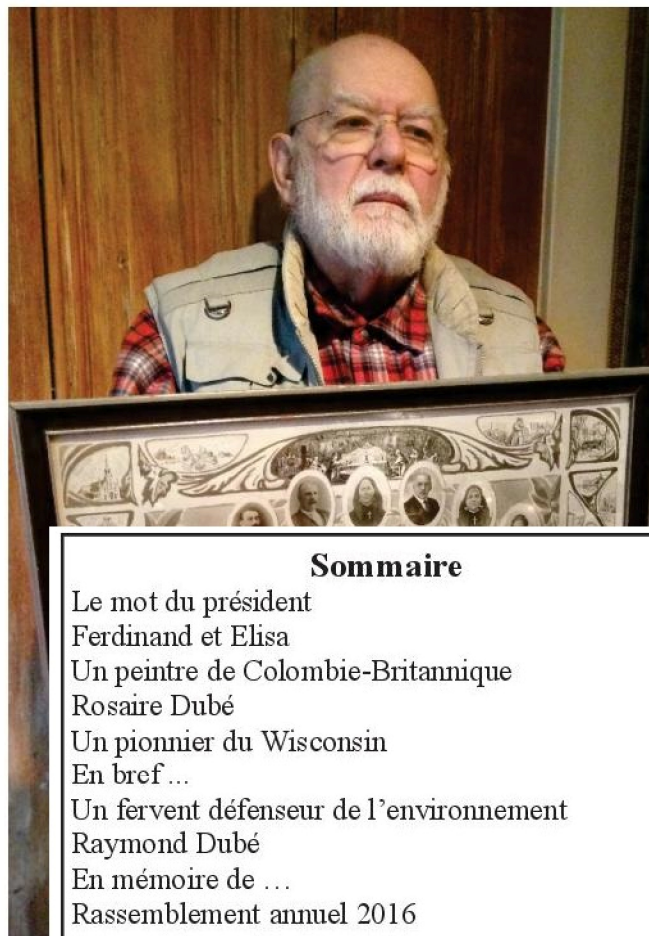 Sommaire
Le mot du président
Ferdinand et Elisa
Un peintre de Colombie-Britannique
Rosaire Dubé
Un pionnier du Wisconsin
En bref ...
Un fervent défenseur de l’environnement
Raymond Dubé
En mémoire de …
Rassemblement annuel 2016